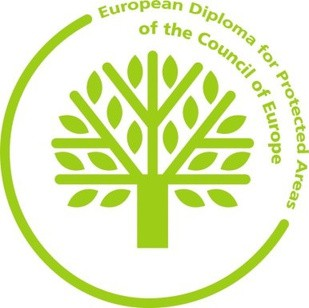 European Diploma for Protected Areas
of the Council of Europe